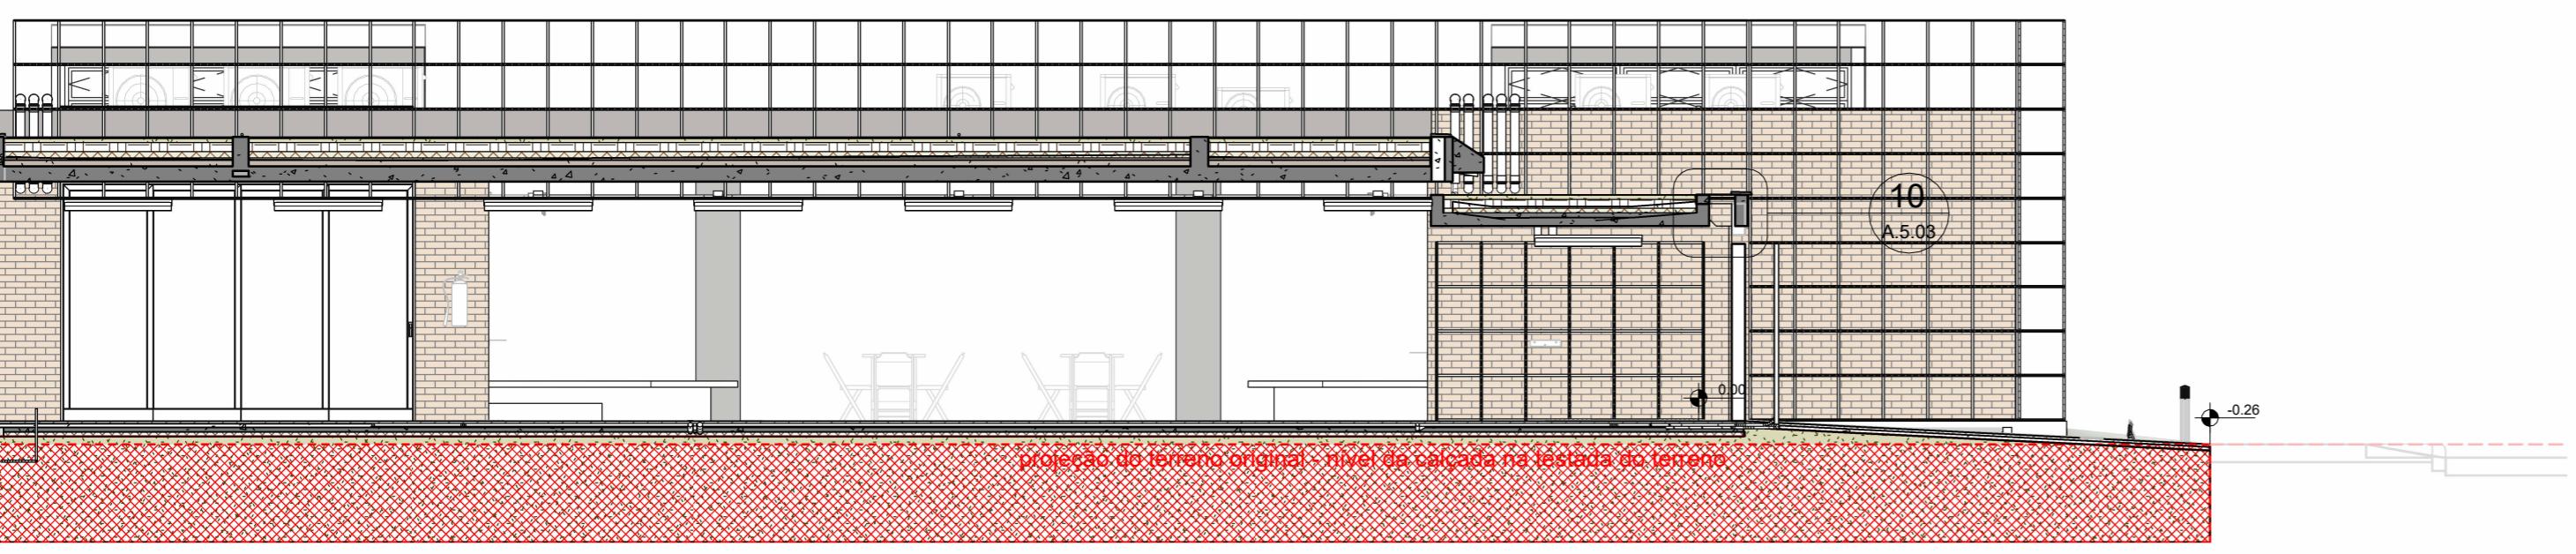 10
A.5.03
0.00
-0.26
projeção do terreno original - nível da calçada na testada do terreno